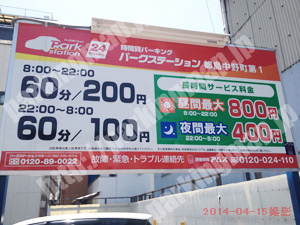 Park station 24
時間貸パーキング
パークステーション 都島中野町第1
8:00～22:00
60分/200円
22:00～8:00
60分/100円
長時間サービス料金
昼間最大 800円
8:00～22:00
夜間最大 400円
22:00～8:00
故障・緊急・トラブル連絡先
0120-024-110
2014-04-15撮影